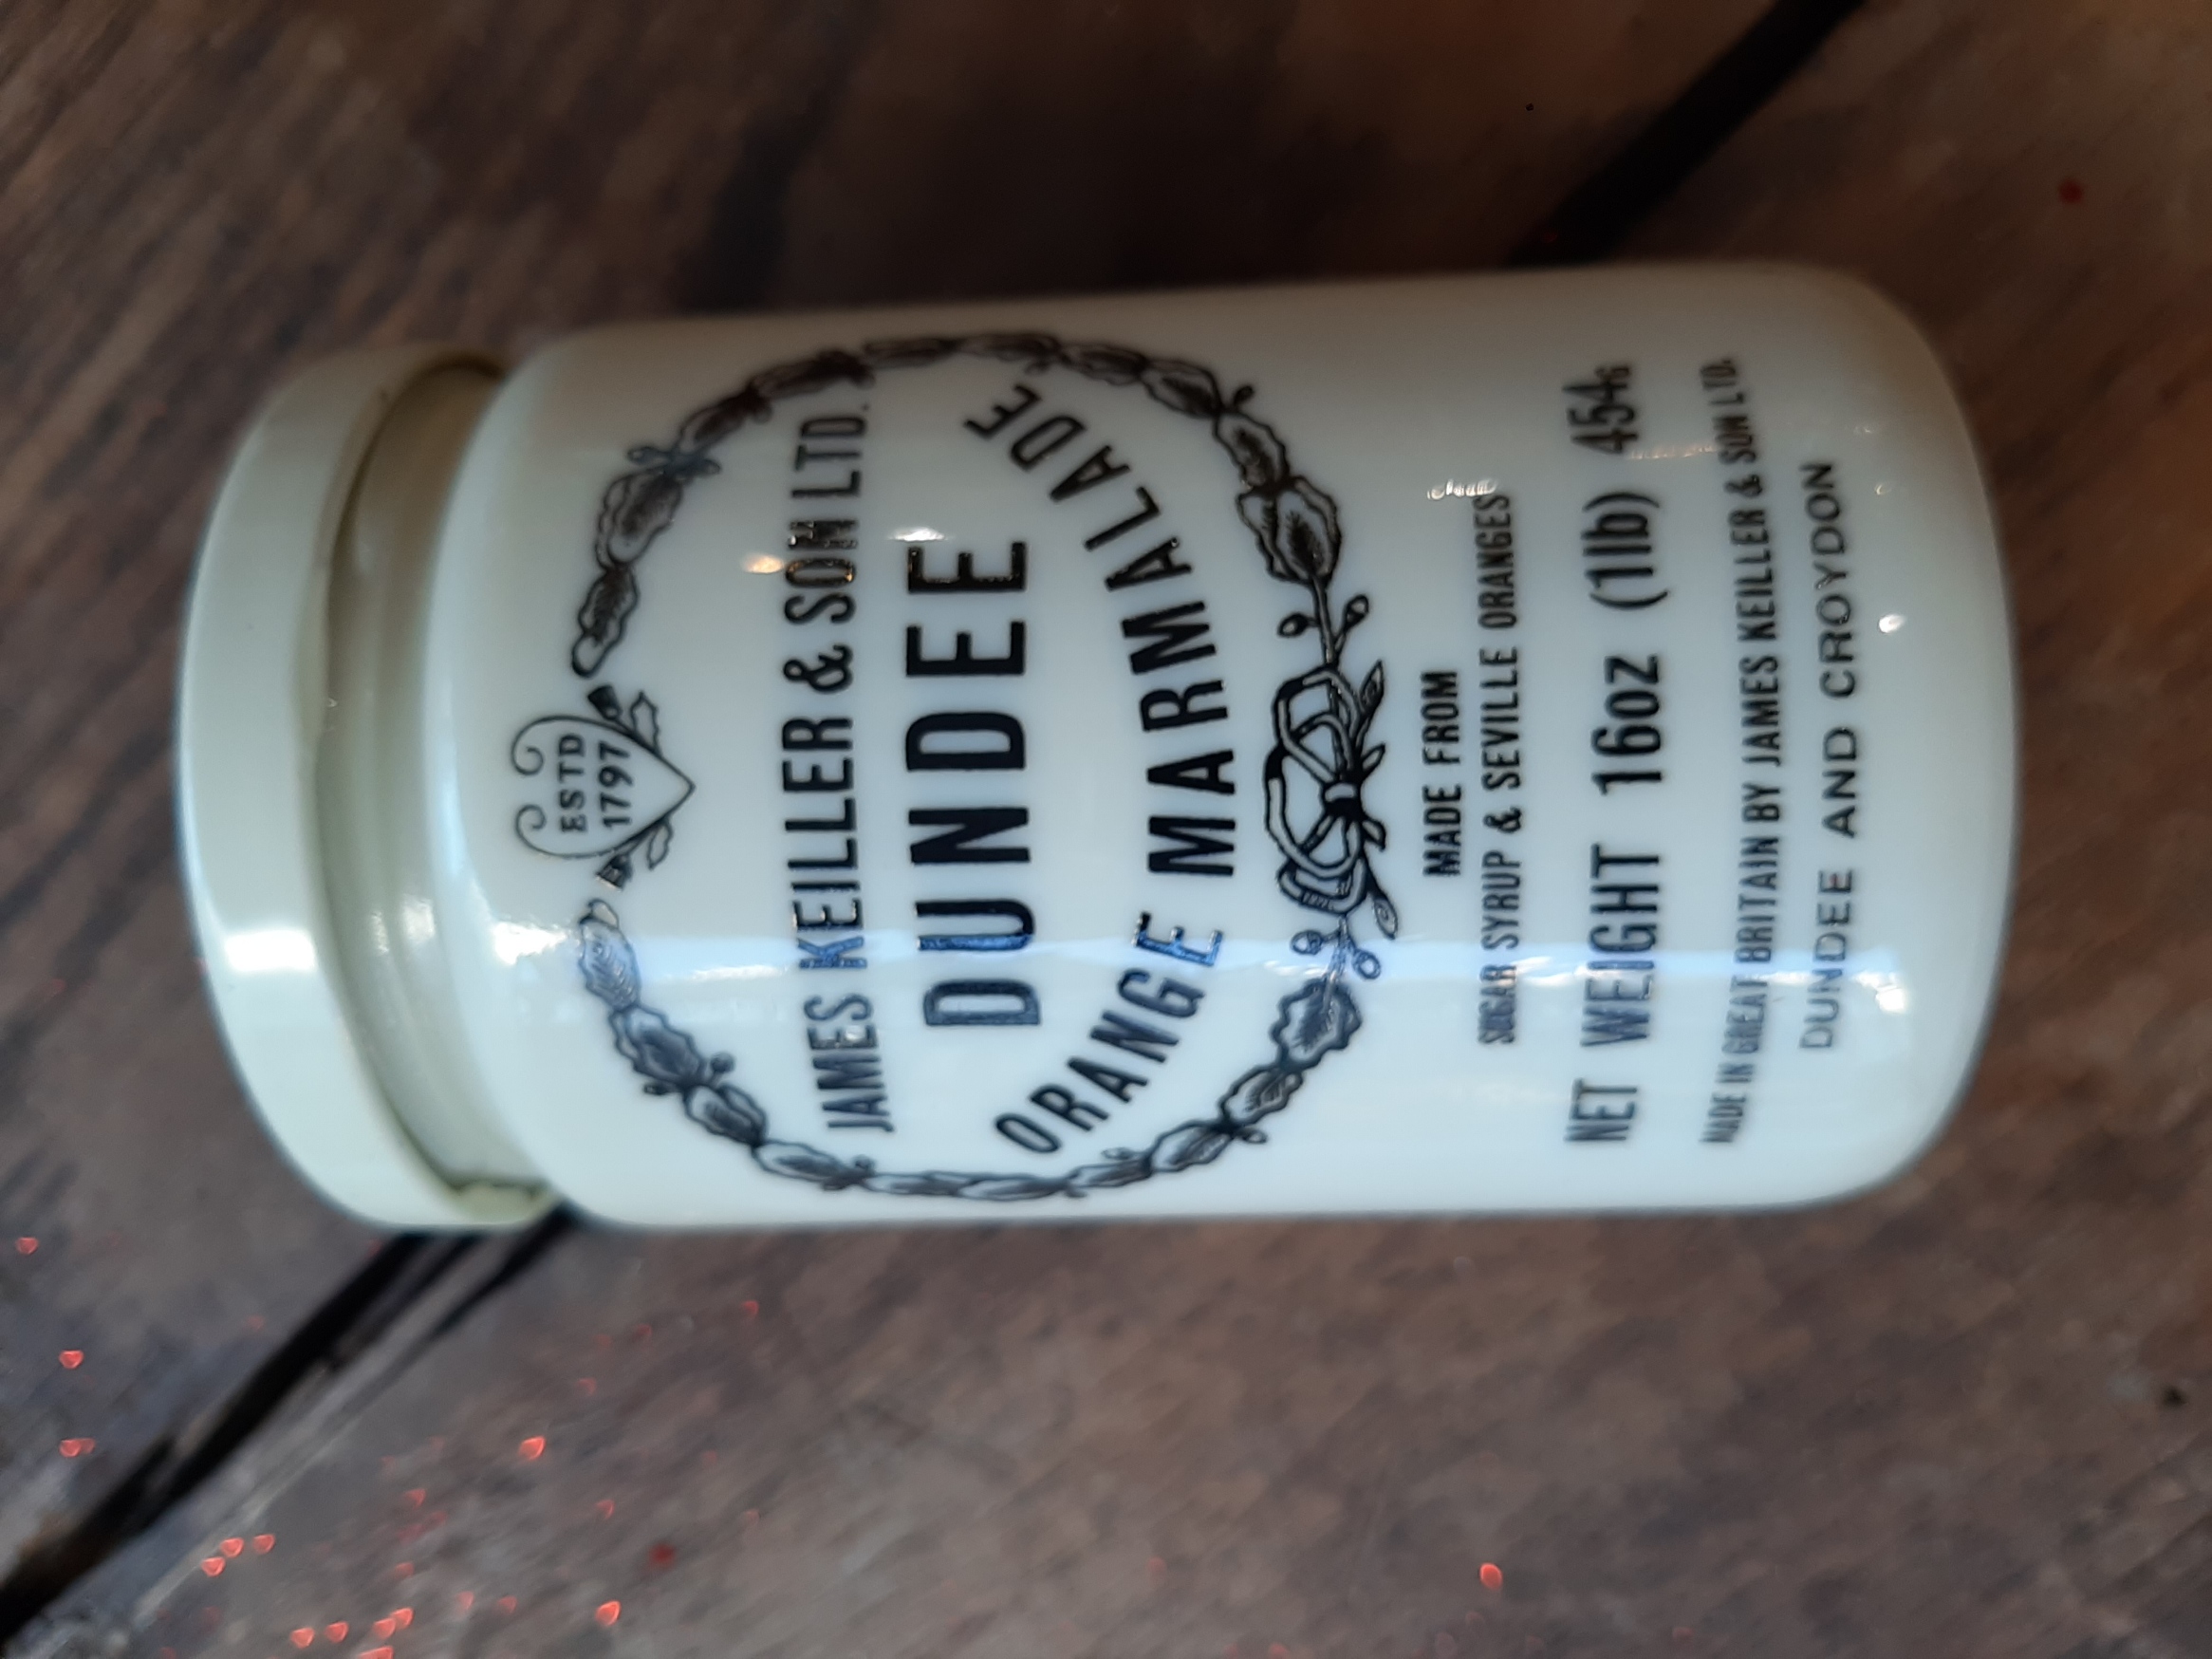 ESTD
1797
JAMES KEILLER & SON LTD.
DUNDEE
ORANGE MARMALADE
MADE FROM
SUGAR SYRUP & SEVILLE ORANGES
NET WEIGHT 16oz (1lb) 454G
MADE IN GREAT BRITAIN BY JAMES KEILLER & SON LTD.
DUNDEE AND CROYDON